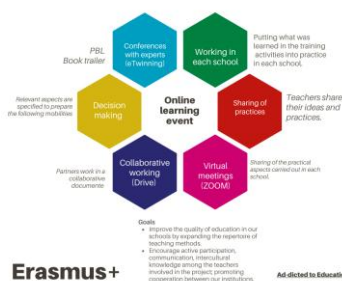 PBL
Book trailer
Conferences
with experts
(eTwinning)
Working in
each school
Putting what was
learned in the training
activities into practice
in each school.
Relevant aspects are
specified to prepare
the following mobilities
Decision
making
Online
learning
event
Sharing of
practices
Teachers share
their ideas and
practices.
Partners work in a
collaborative
documente
Collaborative
working
(Drive)
Virtual
meetings
(ZOOM)
Sharing of the practical
aspects carried out in each
school.
Goals
• Improve the quality of education in our
schools by expanding the repertoire of
teaching methods.
• Encourage active participation,
communication, intercultural
knowledge among the teachers
involved in the project, promoting
cooperation between our institutions.
Erasmus+
Ad-dicted to Educatio